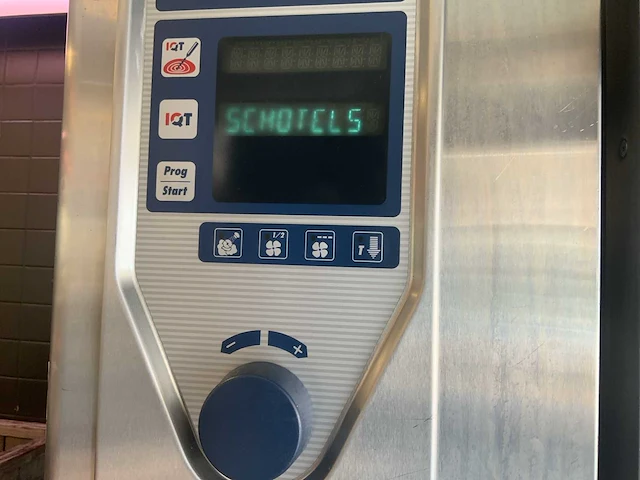 IQT
SCHOTELS
IQT
Prog
Start
1/2
T
-
+